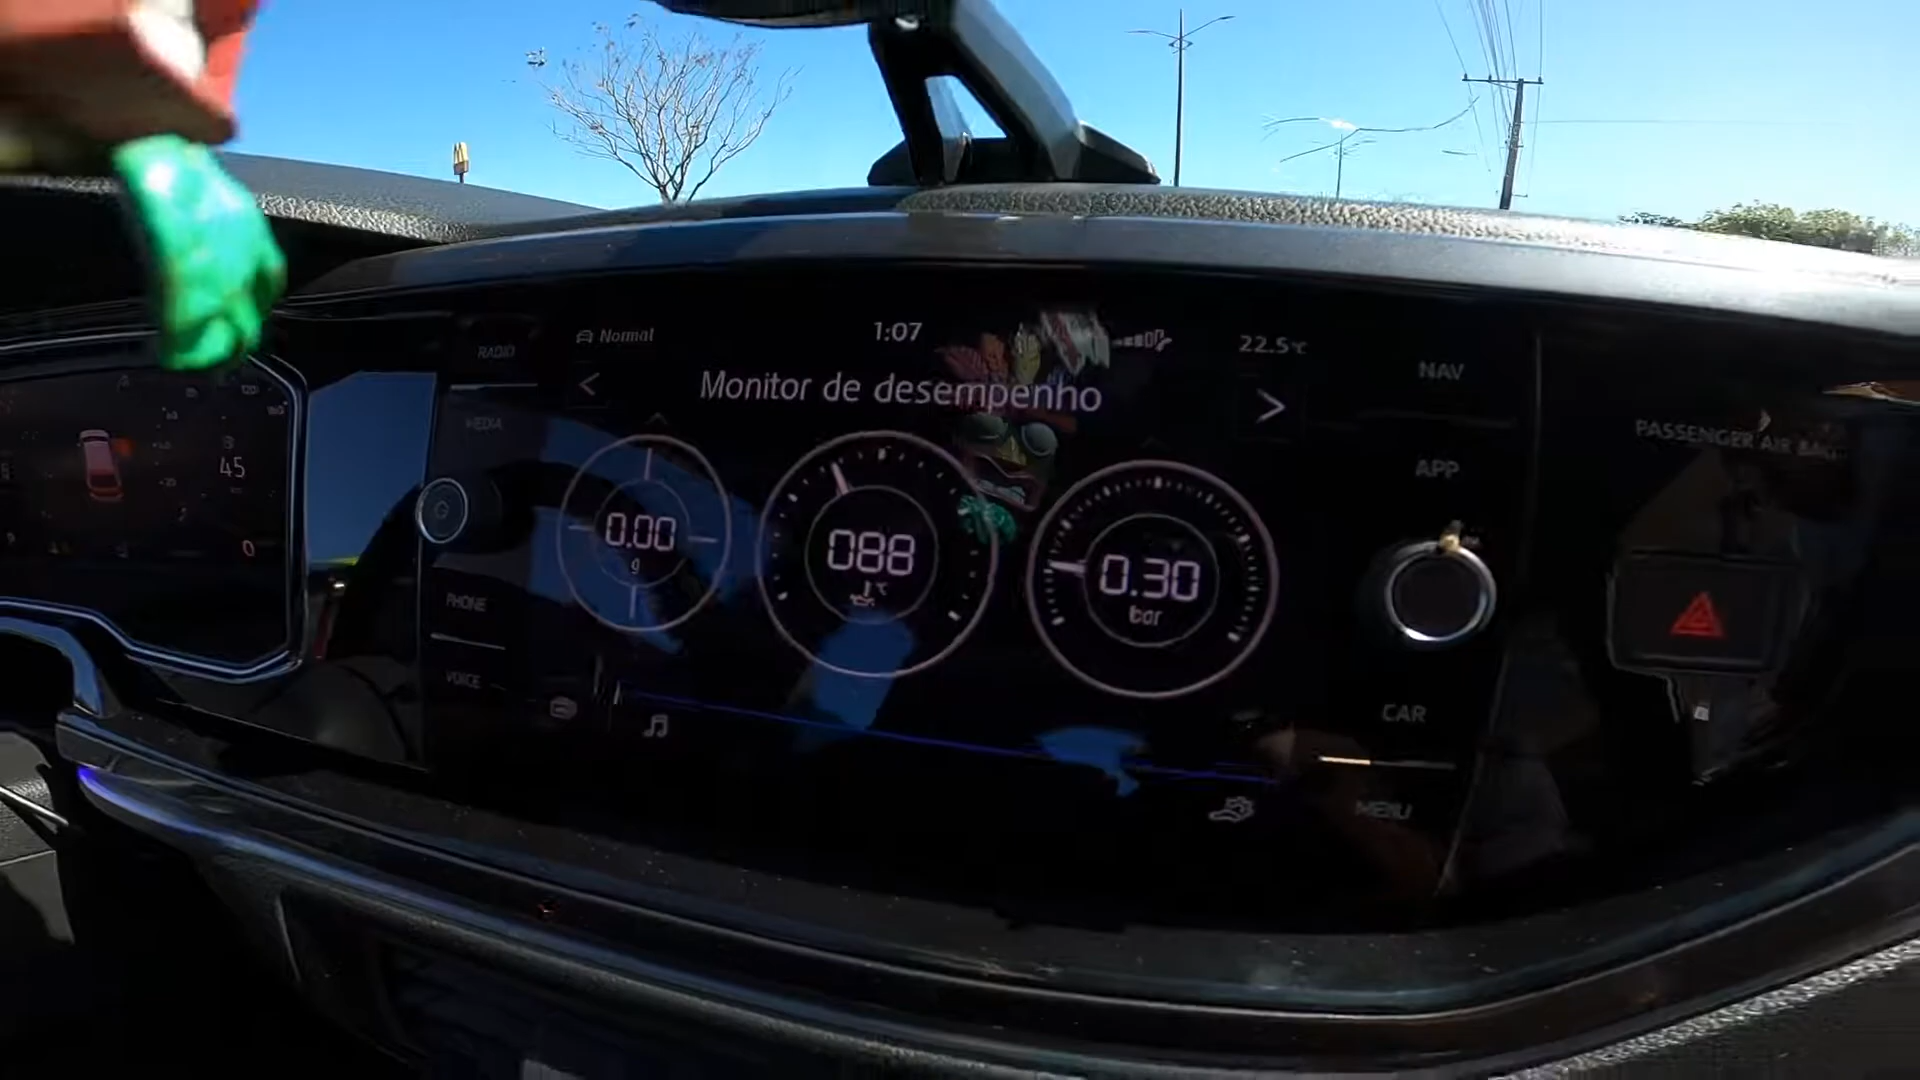 RADIO
Normal
1:07
22.5°C
NAV
Monitor de desempenho
MEDIA
PASSENGER AIR BAG
APP
45
0.00
g
088
°C
0.30
bar
0
PHONE
VOICE
CAR
MENU